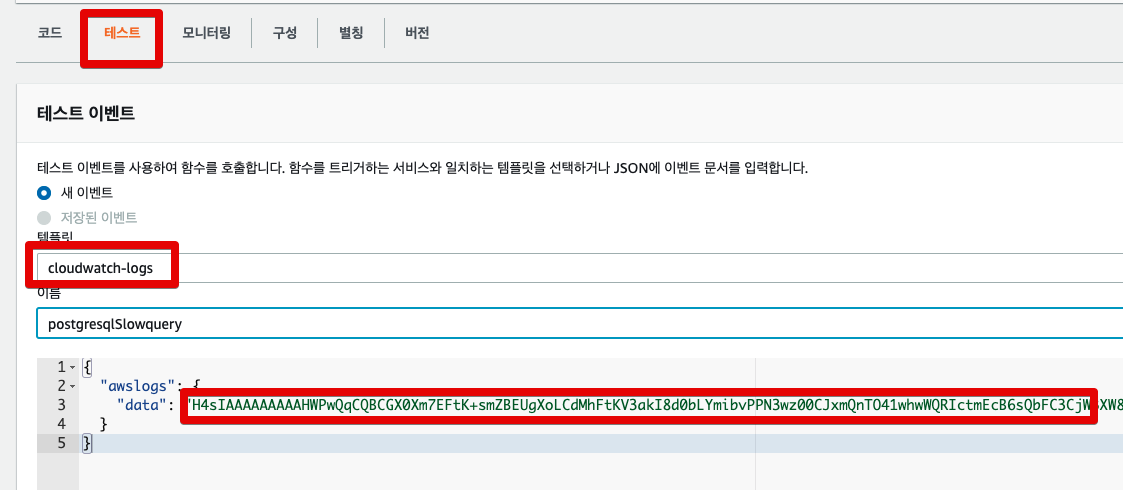 코드 테스트 모니터링 구성 별칭 버전
테스트 이벤트
테스트 이벤트를 사용하여 함수를 호출합니다. 함수를 트리거하는 서비스와 일치하는 템플릿을 선택하거나 JSON에 이벤트 문서를 입력합니다.
새 이벤트
저장된 이벤트
템플릿
cloudwatch-logs
이름
postgresqlSlowquery
1 {
2 "awslogs": {
3 "data": "H4sIAAAAAAAAAHWPwQqCQBCGX0Xm7EFtK+smZBEUgXoLCdMhFtKV3akI8d0bLYmibvPPN3wz00CJxmQnTO41whwWQRIctmEcB6sQbFC3CjW3XW8
4 }
5 }